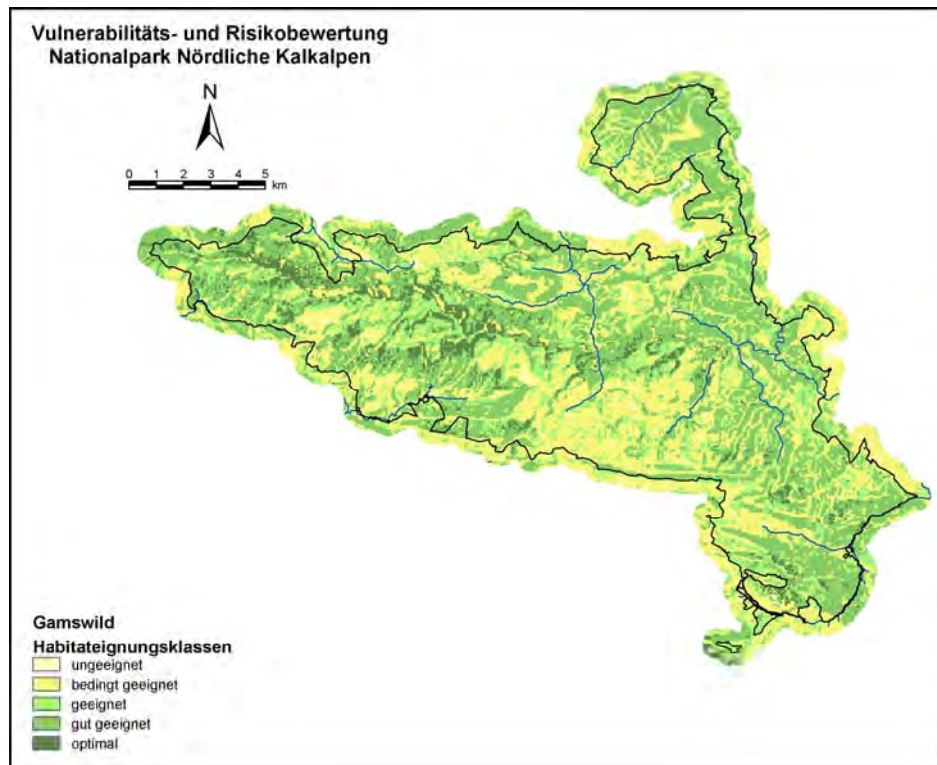 Vulnerabilitäts- und Risikobewertung
Nationalpark Nördliche Kalkalpen
N
0 1 2 3 4 5
km
Gamswild
Habitateignungsklassen
ungeeignet
bedingt geeignet
geeignet
gut geeignet
optimal